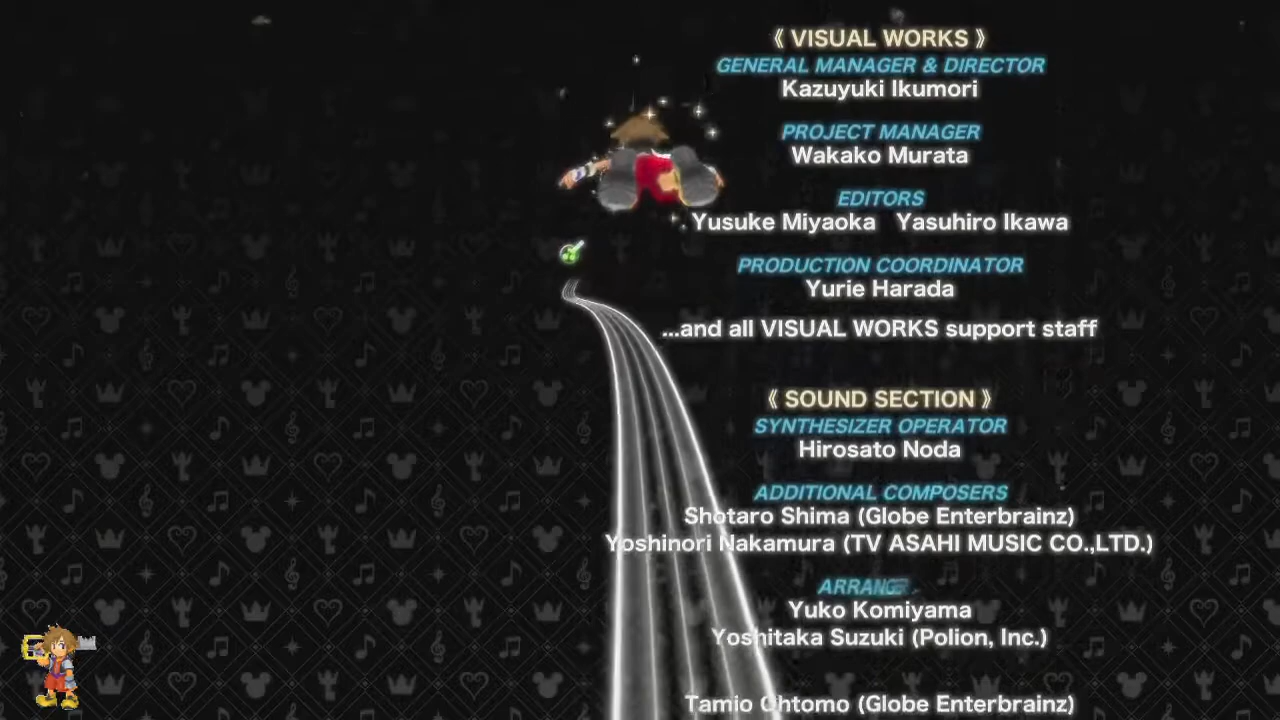 《 VISUAL WORKS 》
GENERAL MANAGER & DIRECTOR
Kazuyuki Ikumori
PROJECT MANAGER
Wakako Murata
EDITORS
Yusuke Miyaoka Yasuhiro Ikawa
PRODUCTION COORDINATOR
Yurie Harada
...and all VISUAL WORKS support staff
《 SOUND SECTION 》
SYNTHESIZER OPERATOR
Hirosato Noda
ADDITIONAL COMPOSERS
Shotaro Shima (Globe Enterbrainz)
Yoshinori Nakamura (TV ASAHI MUSIC CO.,LTD.)
Yuko Komiyama
Yoshitaka Suzuki (Polion, Inc.)
Tamio Ohtomo (Globe Enterbrainz)